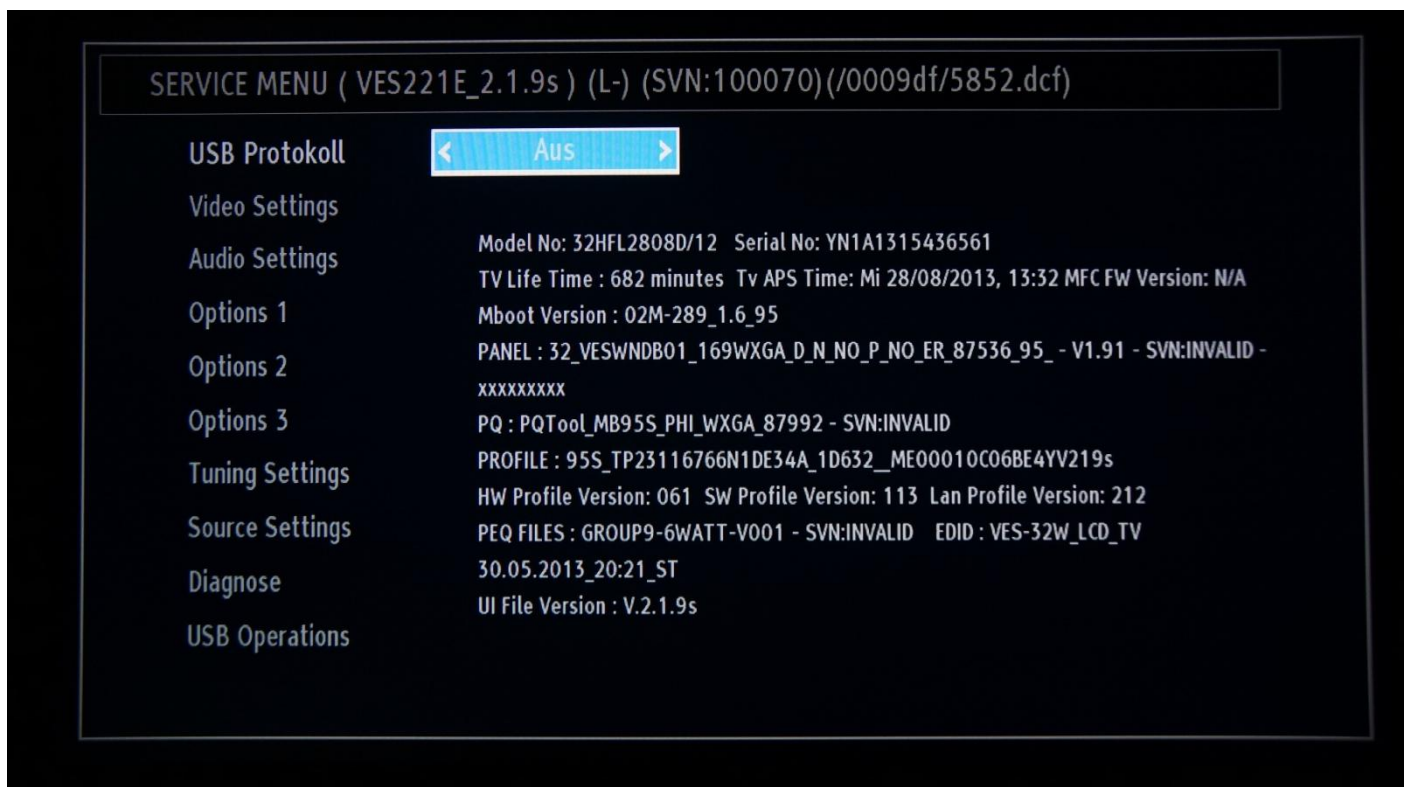 SERVICE MENU ( VES221E_2.1.9s ) (L-) (SVN:100070)(/0009df/5852.dcf)
USB Protokoll
< Aus >
Video Settings
Audio Settings
Options 1
Options 2
Options 3
Tuning Settings
Source Settings
Diagnose
USB Operations
Model No: 32HFL2808D/12 Serial No: YN1A1315436561
TV Life Time : 682 minutes Tv APS Time: Mi 28/08/2013, 13:32 MFC FW Version: N/A
Mboot Version : 02M-289_1.6_95
PANEL : 32_VESWNDB01_169WXGA_D_N_NO_P_NO_ER_87536_95_ - V1.91 - SVN:INVALID -
xxxxxxxxx
PQ : PQTool_MB95S_PHI_WXGA_87992 - SVN:INVALID
PROFILE : 95S_TP23116766N1DE34A_1D632__ME00010C06BE4YV219s
HW Profile Version: 061 SW Profile Version: 113 Lan Profile Version: 212
PEQ FILES : GROUP9-6WATT-V001 - SVN:INVALID EDID : VES-32W_LCD_TV
30.05.2013_20:21_ST
UI File Version : V.2.1.9s